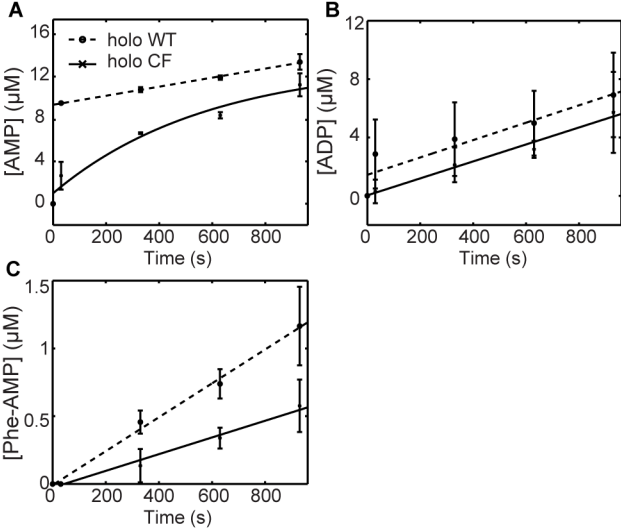 A
16
12
8
4
0
[AMP] (µM)
holo WT
holo CF
0 200 400 600 800
Time (s)
B
12
8
4
0
[ADP] (µM)
0 200 400 600 800
Time (s)
C
1.5
1
0.5
0
[Phe-AMP] (µM)
0 200 400 600 800
Time (s)